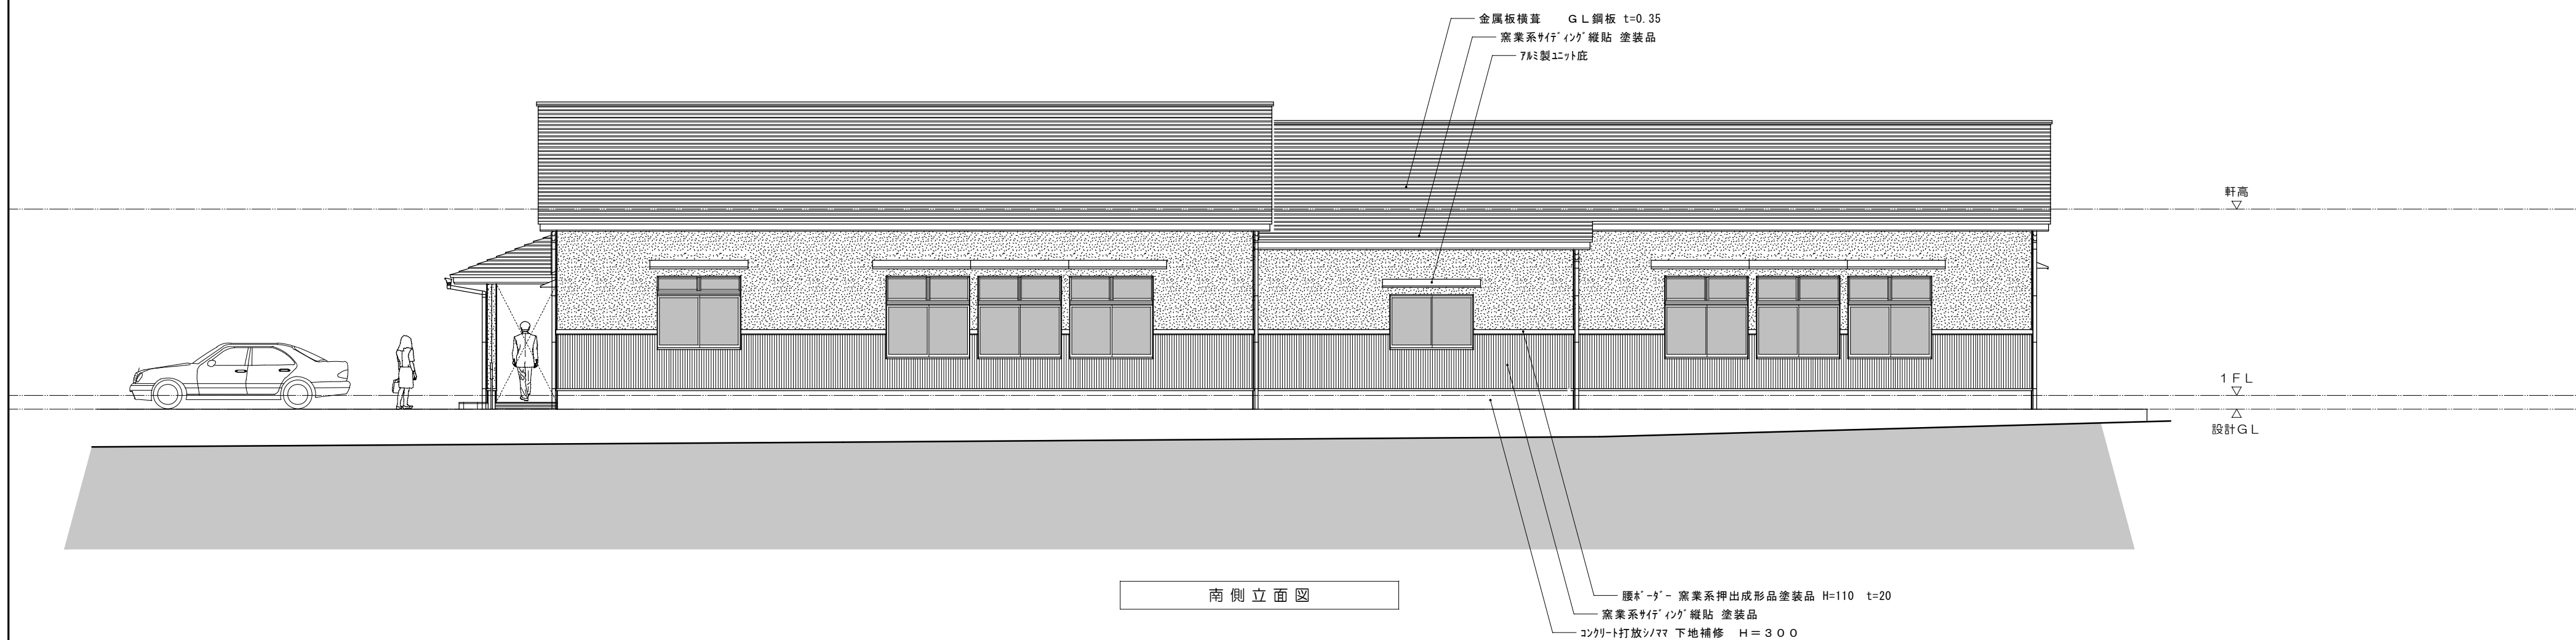 金属板横葺　　ＧＬ鋼板 t=0.35
窯業系ｻｲﾃﾞｨﾝｸﾞ縦貼 塗装品
ｱﾙﾐ製ﾕﾆｯﾄ庇
軒高
１ＦＬ
設計ＧＬ
南側立面図
腰ﾎﾞｰﾀﾞｰ 窯業系押出成形品塗装品 H=110　t=20
窯業系ｻｲﾃﾞｨﾝｸﾞ縦貼 塗装品
ｺﾝｸﾘｰﾄ打放ｼﾉﾏﾏ 下地補修　Ｈ＝３００